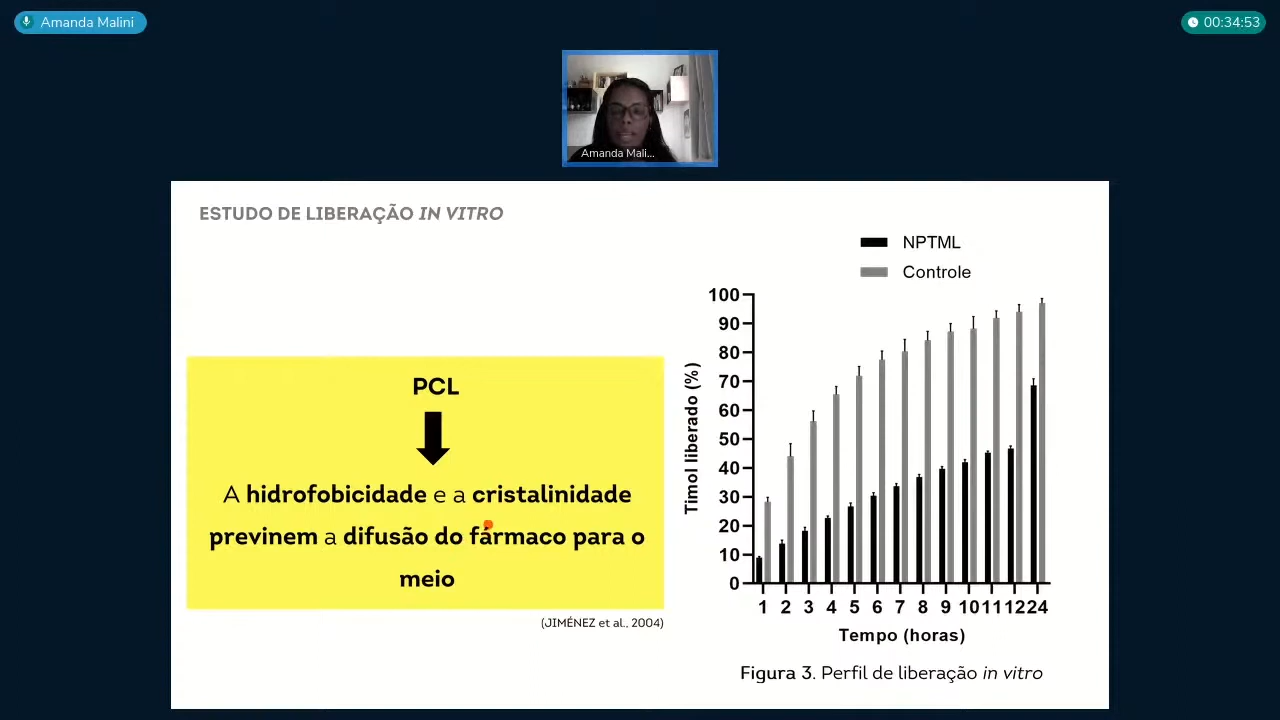 Amanda Malini
00:34:53
Amanda Mali...
ESTUDO DE LIBERAÇÃO IN VITRO
PCL
A hidrofobicidade e a cristalinidade
previnem a difusão do fármaco para o
meio
(JIMÉNEZ et al., 2004)
NPTML
Controle
Timol liberado (%)
100
90
80
70
60
50
40
30
20
10
0
1 2 3 4 5 6 7 8 9 10 11 12 24
Tempo (horas)
Figura 3. Perfil de liberação in vitro